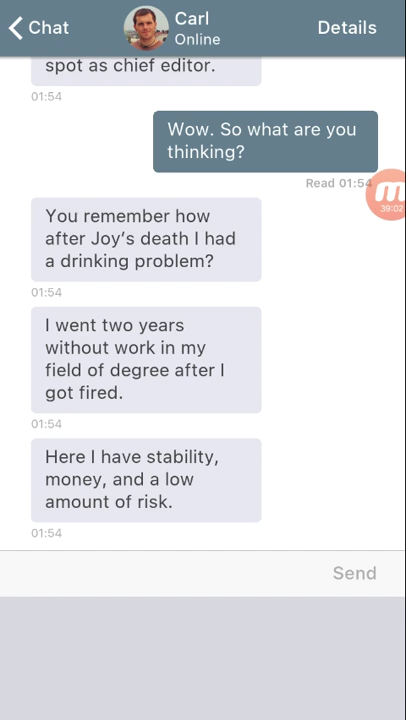 Chat
Carl
Online
Details
spot as chief editor.
01:54
Wow. So what are you
thinking?
Read 01:54
39:02
You remember how
after Joy's death I had
a drinking problem?
01:54
I went two years
without work in my
field of degree after I
got fired.
01:54
Here I have stability,
money, and a low
amount of risk.
01:54
Send